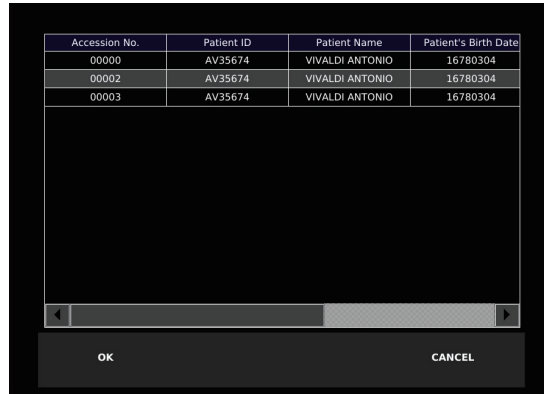 Accession No. Patient ID Patient Name Patient's Birth Date
00000 AV35674 VIVALDI ANTONIO 16780304
00002 AV35674 VIVALDI ANTONIO 16780304
00003 AV35674 VIVALDI ANTONIO 16780304
OK CANCEL